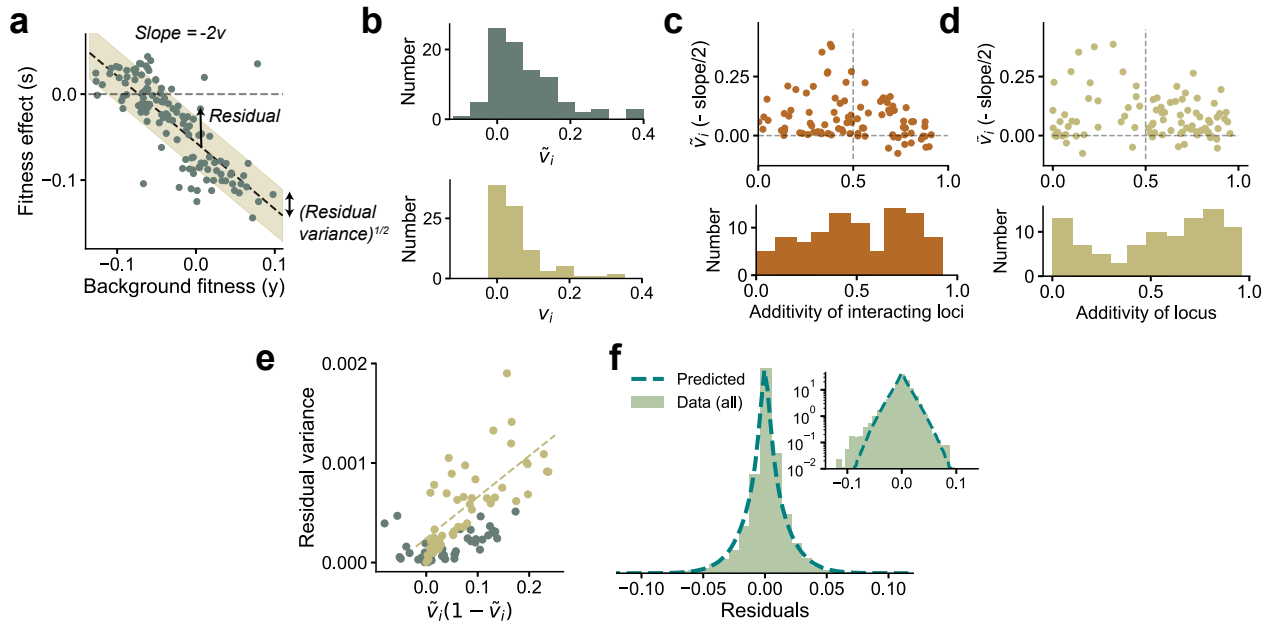 a
Slope = -2v
Fitness effect (s)
0.0
−0.1
Residual
(Residual
variance)1/2
−0.1
0.0
0.1
Background fitness (y)
b
Number
20
0
0.0
0.2
0.4
ṽi
Number
25
0
0.0
0.2
0.4
vi
c
ṽi (- slope/2)
0.25
0.00
0.0
0.5
1.0
Number
10
0
0.0
0.5
1.0
Additivity of interacting loci
d
ṽi (- slope/2)
0.25
0.00
0.0
0.5
1.0
Number
10
0
0.0
0.5
1.0
Additivity of locus
e
Residual variance
0.002
0.001
0.000
0.0
0.1
0.2
ṽi(1 − ṽi)
f
Predicted
Data (all)
−0.10
−0.05
0.00
0.05
0.10
Residuals
10¹
10⁰
10⁻¹
10⁻²
−0.1
0.0
0.1